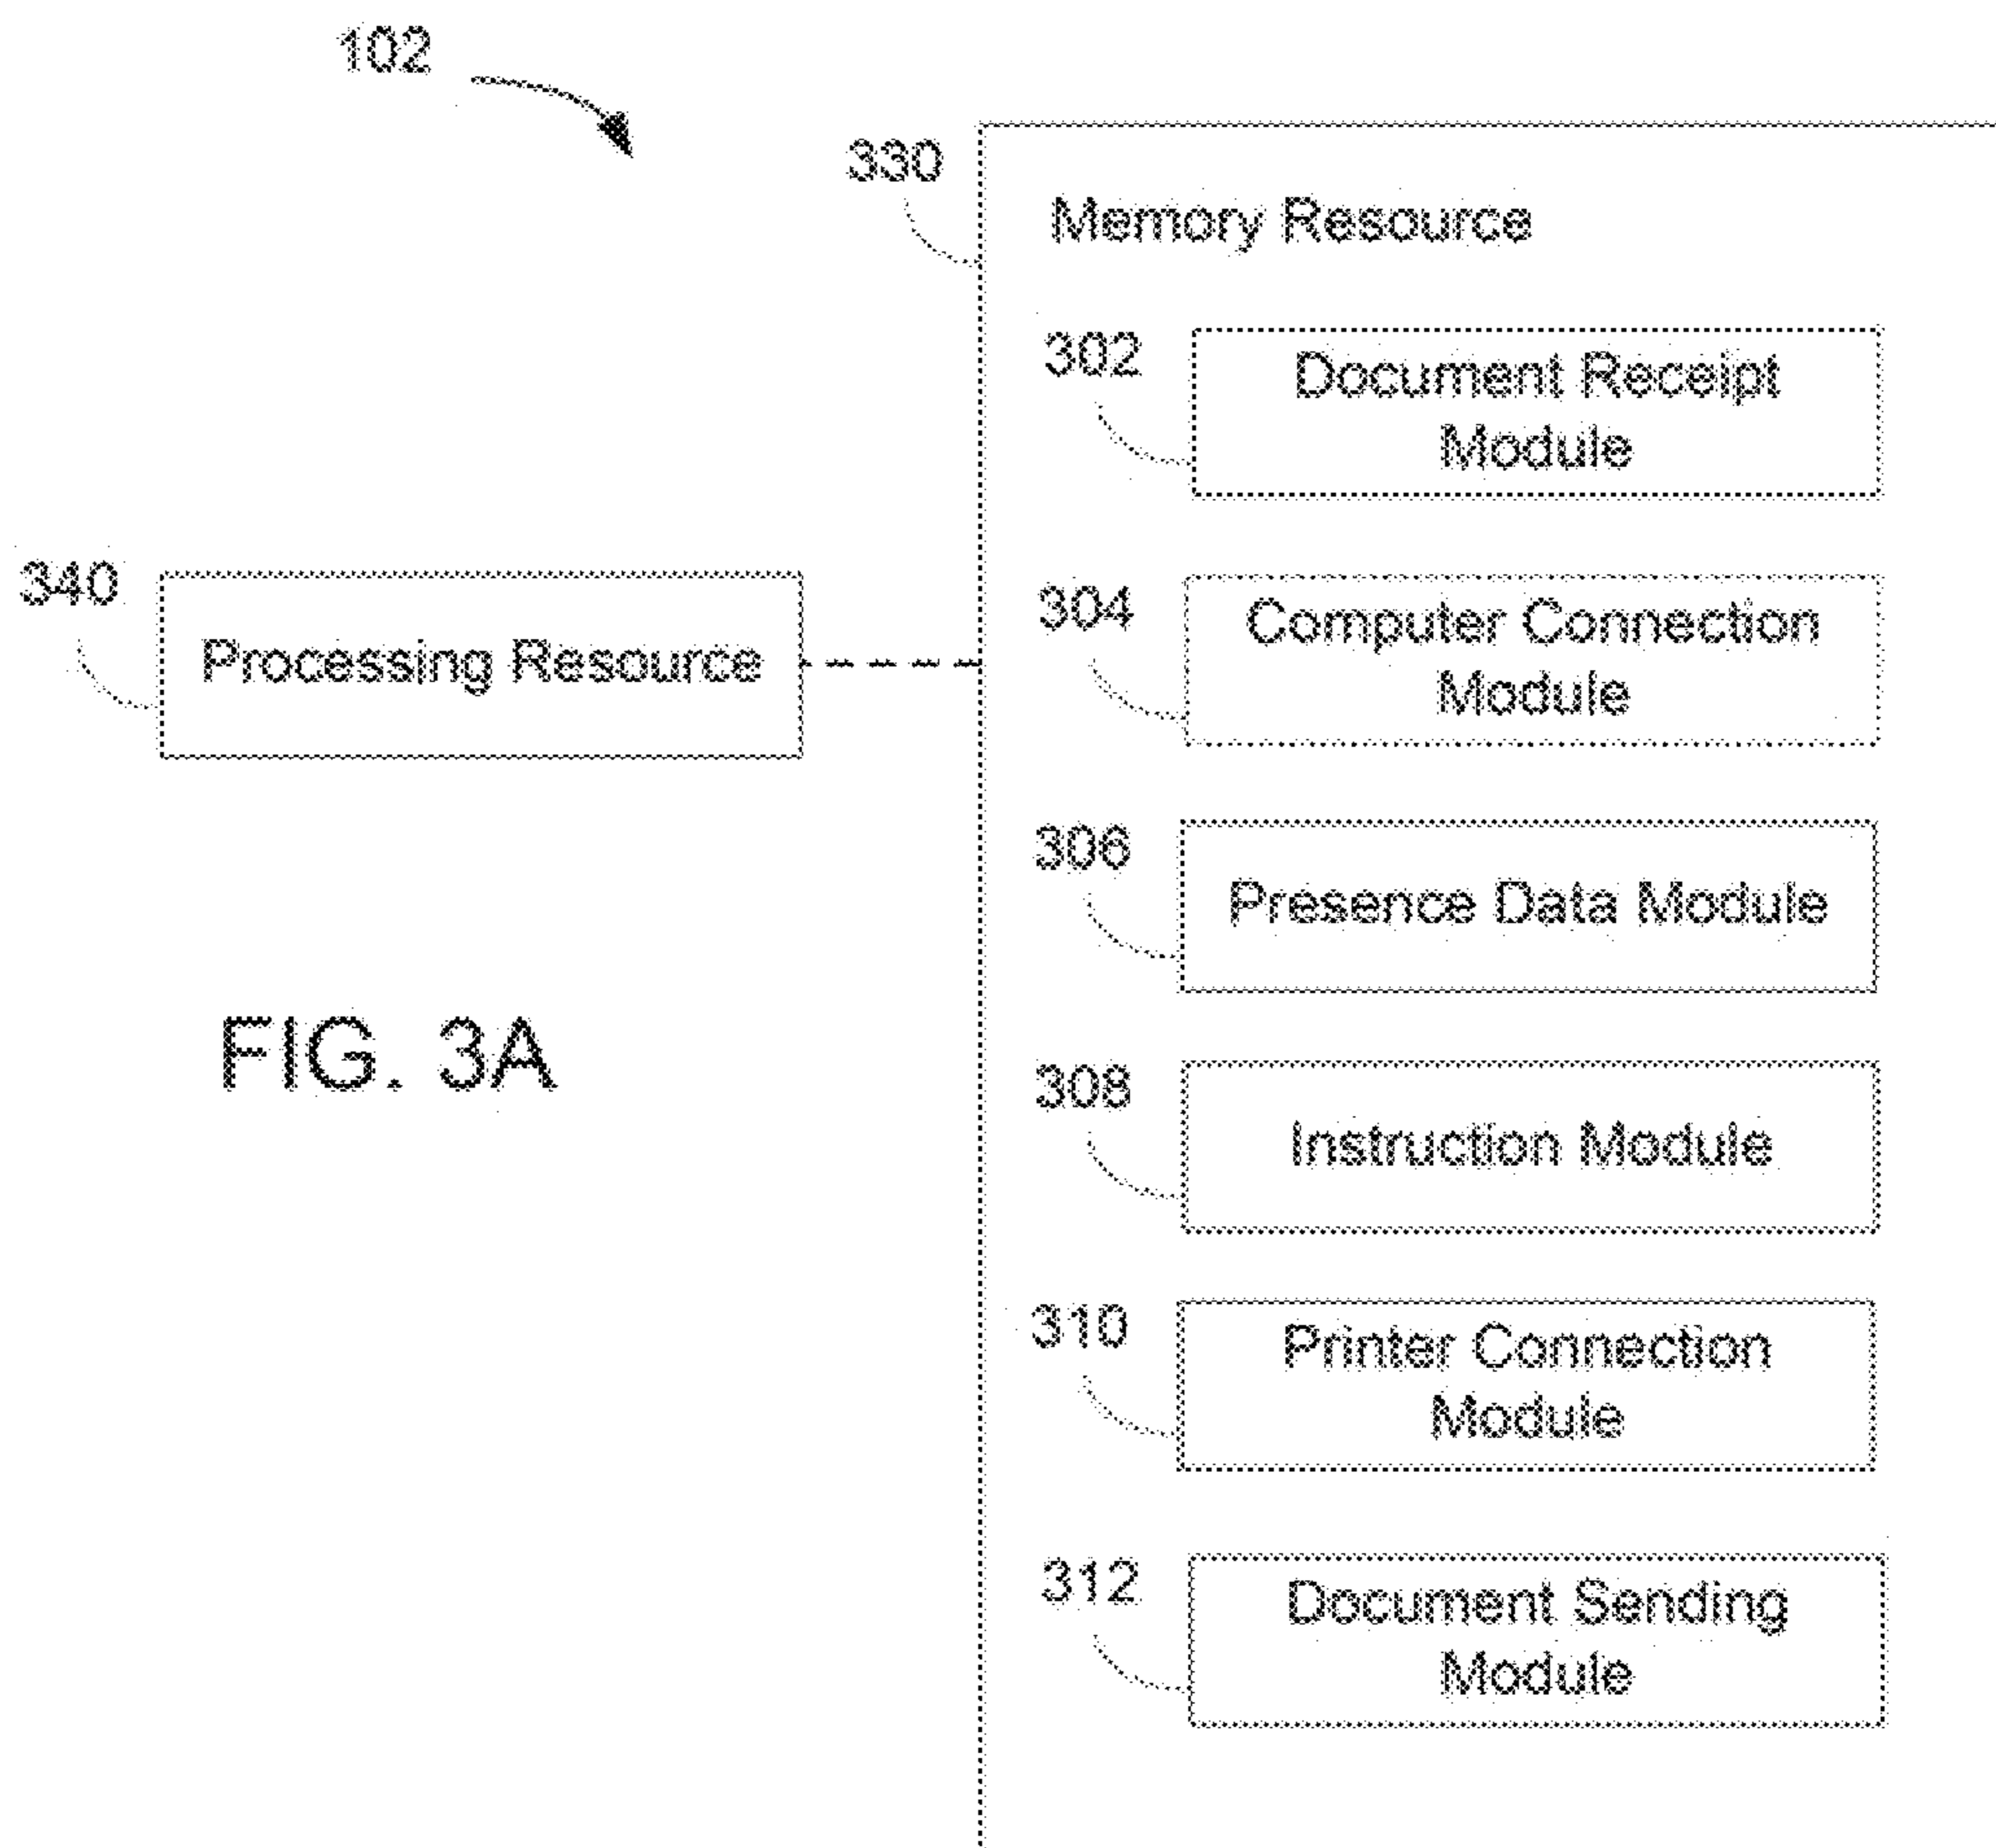 102
330
Memory Resource
302
Document Receipt
Module
340
Processing Resource
304
Computer Connection
Module
306
Presence Data Module
FIG. 3A
308
Instruction Module
310
Printer Connection
Module
312
Document Sending
Module